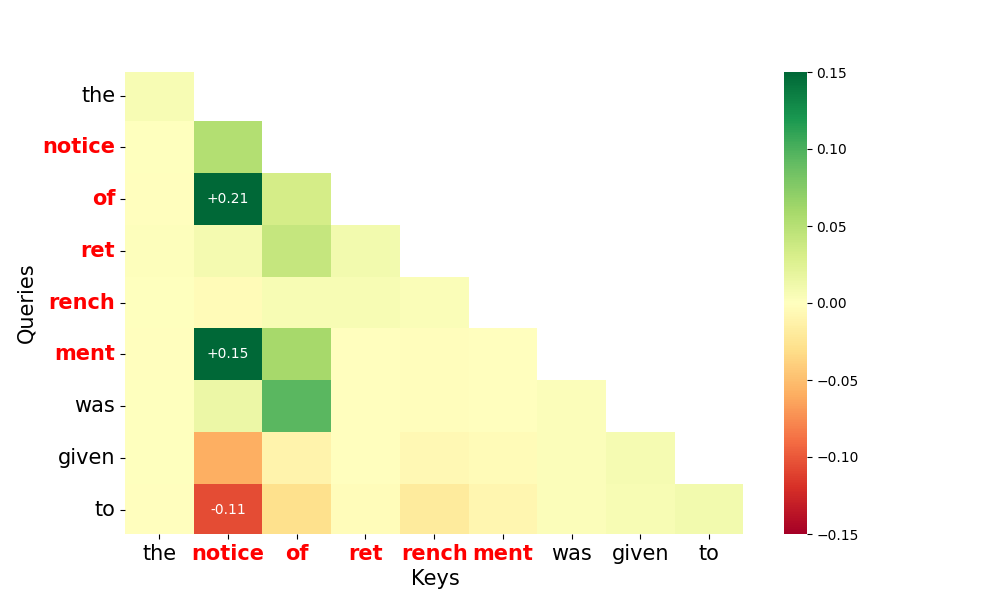 the
notice
of
ret
rench
ment
was
given
to
Queries
+0.21
+0.15
-0.11
the notice of ret rench ment was given to
Keys
0.15
0.10
0.05
0.00
−0.05
−0.10
−0.15